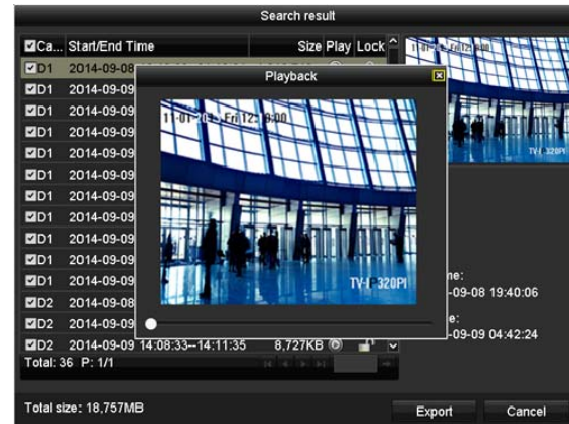 Search result
Ca... Start/End Time Size Play Lock
D1 2014-09-08
Playback
D1 2014-09-09
D1 2014-09-09
D1 2014-09-09
D1 2014-09-09
D1 2014-09-09
D1 2014-09-09
D1 2014-09-09
D1 2014-09-09
D1 2014-09-09
TV-IP320PI
D1 2014-09-09
D2 2014-09-08
-09-08 19:40:06
D2 2014-09-09
-09-09 04:42:24
D2 2014-09-09 14:08:33--14:11:35 8,727KB
Total: 36 P: 1/1
Total size: 18,757MB
Export Cancel